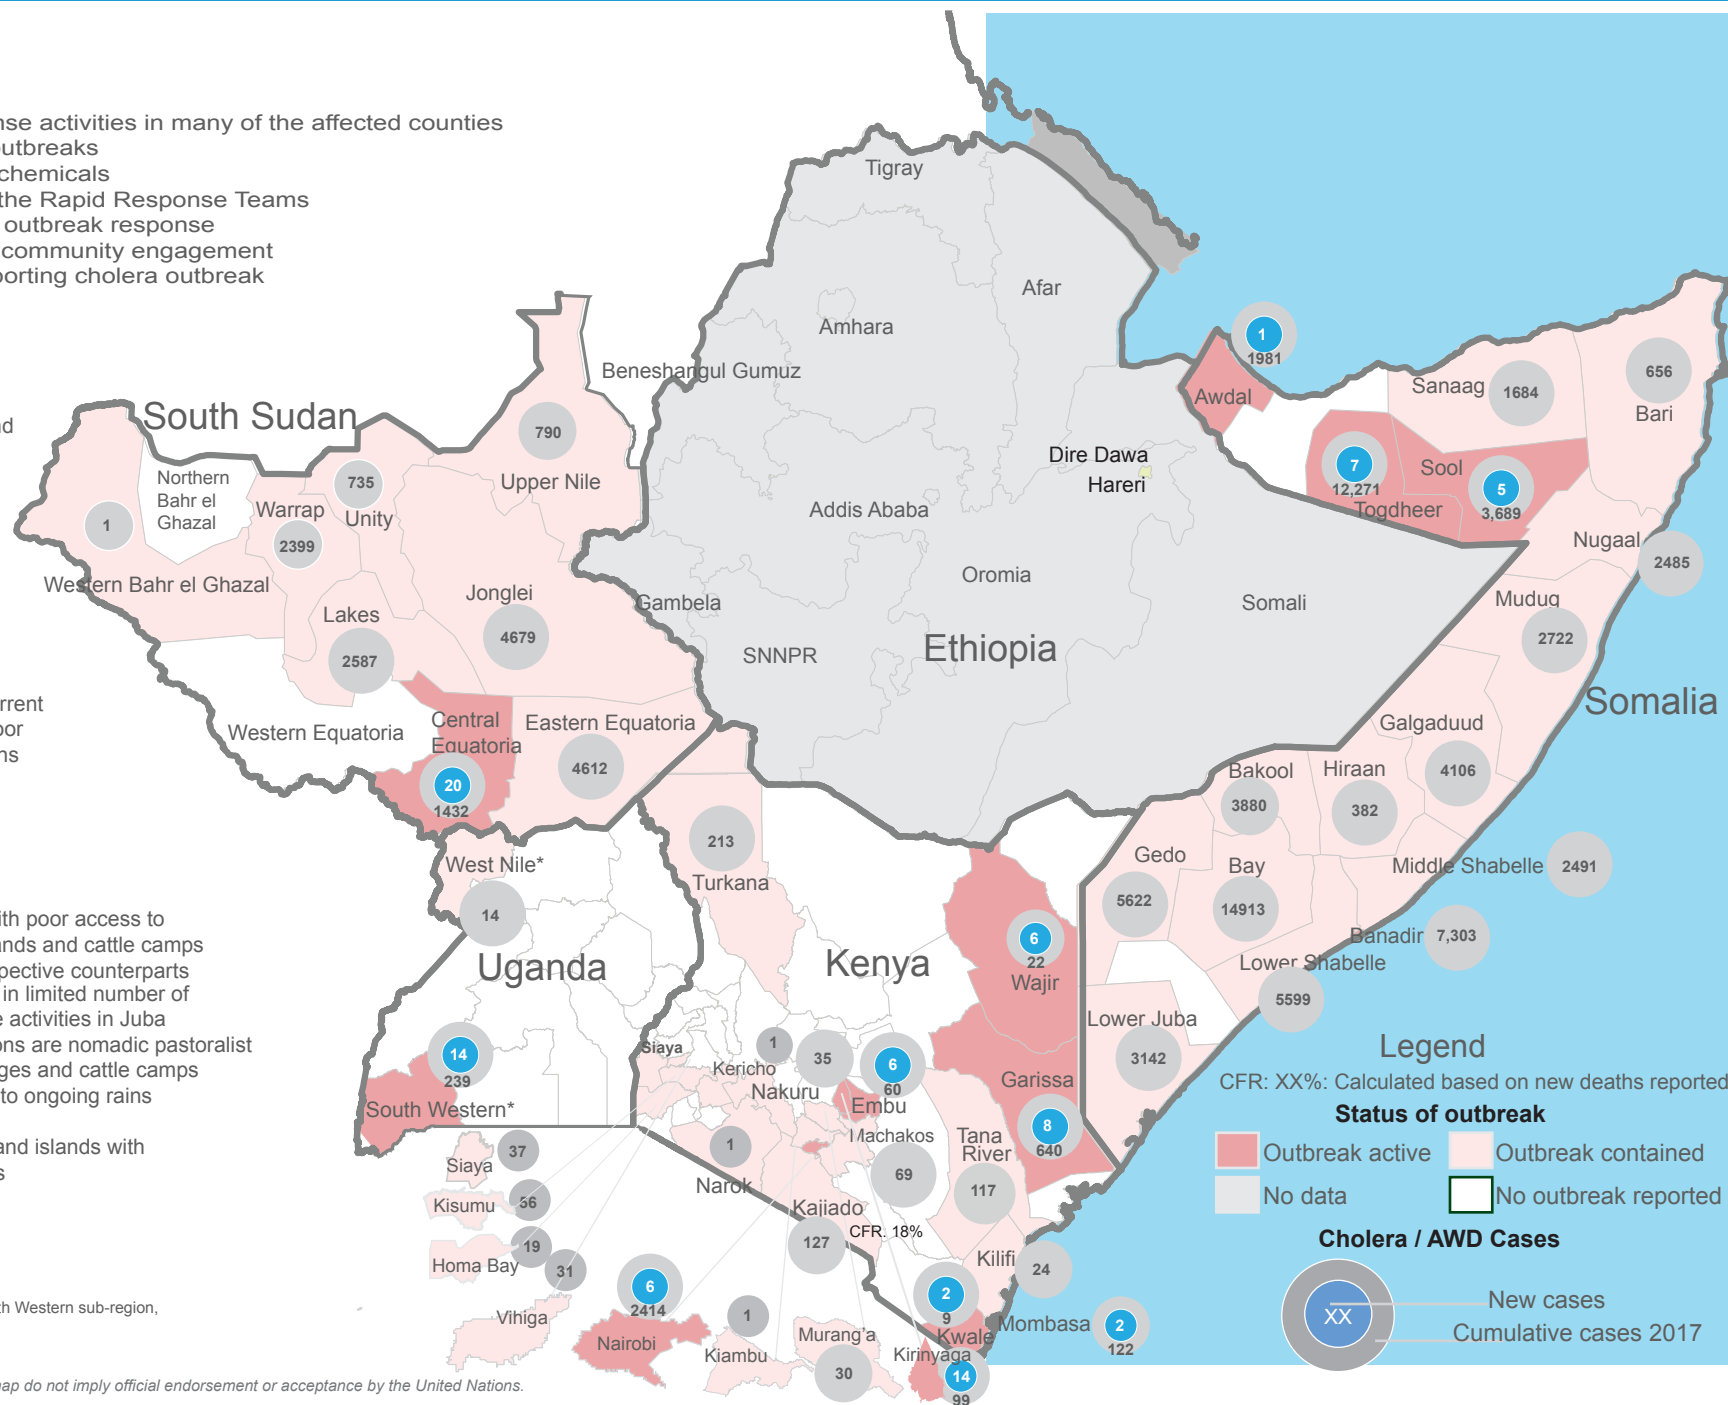 nse activities in many of the affected counties
outbreaks
chemicals
the Rapid Response Teams
outbreak response
community engagement
porting cholera outbreak
nd
rrent
oor
ns
ith poor access to
ands and cattle camps
spective counterparts
in limited number of
e activities in Juba
ons are nomadic pastoralist
ges and cattle camps
to ongoing rains
and islands with
s
th Western sub-region,
map do not imply official endorsement or acceptance by the United Nations.
South Sudan
Northern
Bahr el
Ghazal
1
Western Bahr el Ghazal
Warrap
2399
735
Unity
790
Upper Nile
Lakes
2587
Jonglei
4679
Western Equatoria
Central
Equatoria
20
1432
Eastern Equatoria
4612
Tigray
Afar
Amhara
Beneshangul Gumuz
Addis Ababa
Dire Dawa
Hareri
Oromia
Somali
Gambela
SNNPR
Ethiopia
1
1981
Awdal
Sanaag
1684
656
Bari
7
12,271
Togdheer
Sool
5
3,689
Nugaal
2485
Mudug
2722
Somalia
Galgaduud
4106
Bakool
3880
Hiraan
382
Gedo
5622
Bay
14913
Middle Shabelle
2491
Banadir
7,303
Lower Shabelle
5599
Lower Juba
3142
West Nile*
14
Uganda
14
239
South Western*
213
Turkana
Kenya
6
22
Wajir
Siaya
Kericho
1
35
Nakuru
6
60
Embu
Garissa
8
640
Machakos
69
Tana
River
117
1
Narok
Kajiado
127
CFR: 18%
Kilifi
24
2
9
Kwale
Mombasa
2
122
Siaya
37
Kisumu
56
Homa Bay
19
31
Vihiga
6
2414
Nairobi
1
Kiambu
Murang'a
30
Kirinyaga
14
99
Legend
CFR: XX%: Calculated based on new deaths reported
Status of outbreak
Outbreak active
Outbreak contained
No data
No outbreak reported
Cholera / AWD Cases
XX
New cases
Cumulative cases 2017